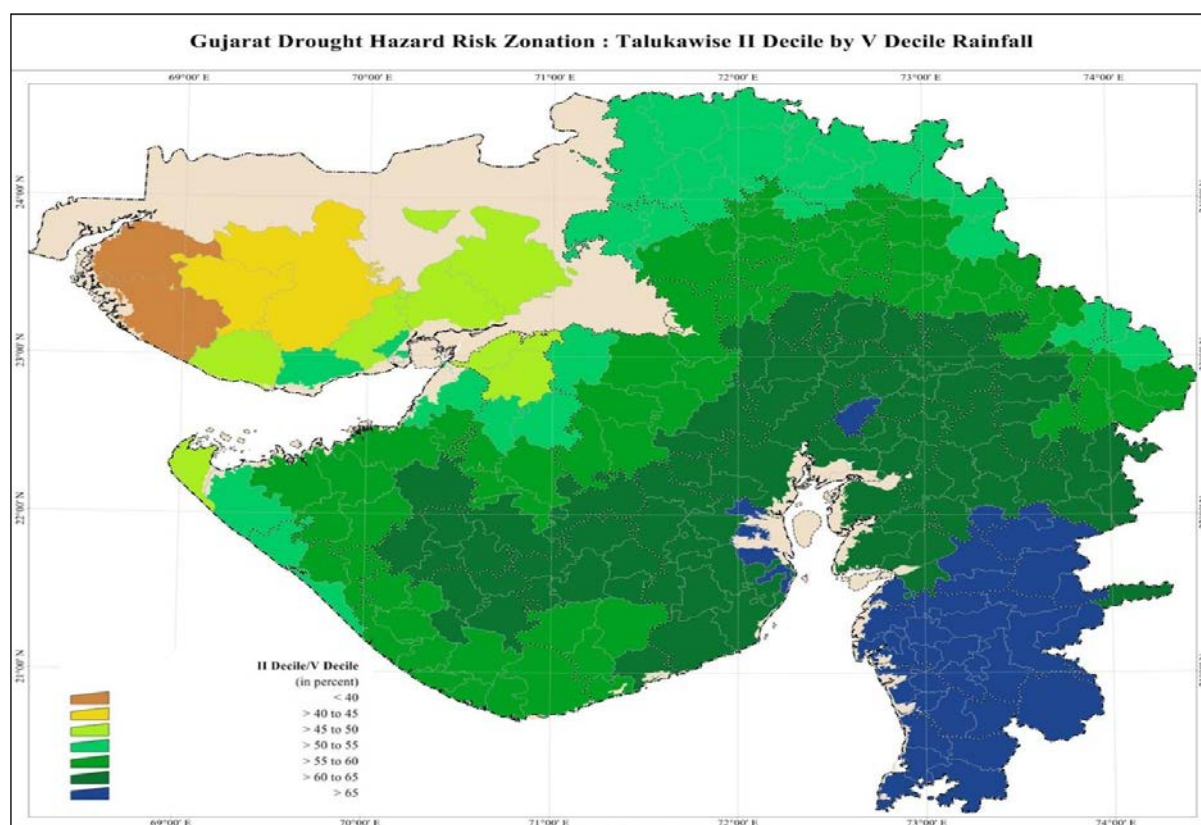 Gujarat Drought Hazard Risk Zonation : Talukawise II Decile by V Decile Rainfall
69°00' E 70°00' E 71°00' E 72°00' E 73°00' E 74°00' E
24°00' N
23°00' N
22°00' N
21°00' N
II Decile/V Decile
(in percent)
< 40
> 40 to 45
> 45 to 50
> 50 to 55
> 55 to 60
> 60 to 65
> 65
69°00' E 70°00' E 71°00' E 72°00' E 73°00' E 74°00' E